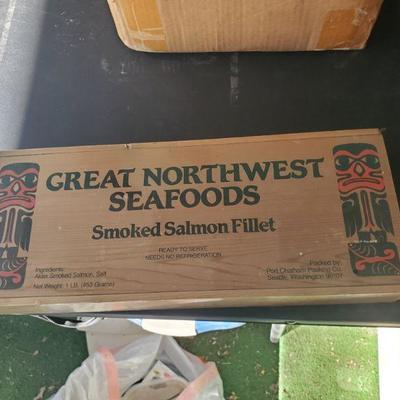 GREAT NORTHWEST
SEAFOODS
Smoked Salmon Fillet
READY TO SERVE
NEEDS NO REFRIGERATION
Ingredients:
Alder Smoked Salmon, Salt
Net Weight: 1 LB. (453 Grams)
Packed by:
Port Chatham Packing Co.
Seattle, Washington 98107